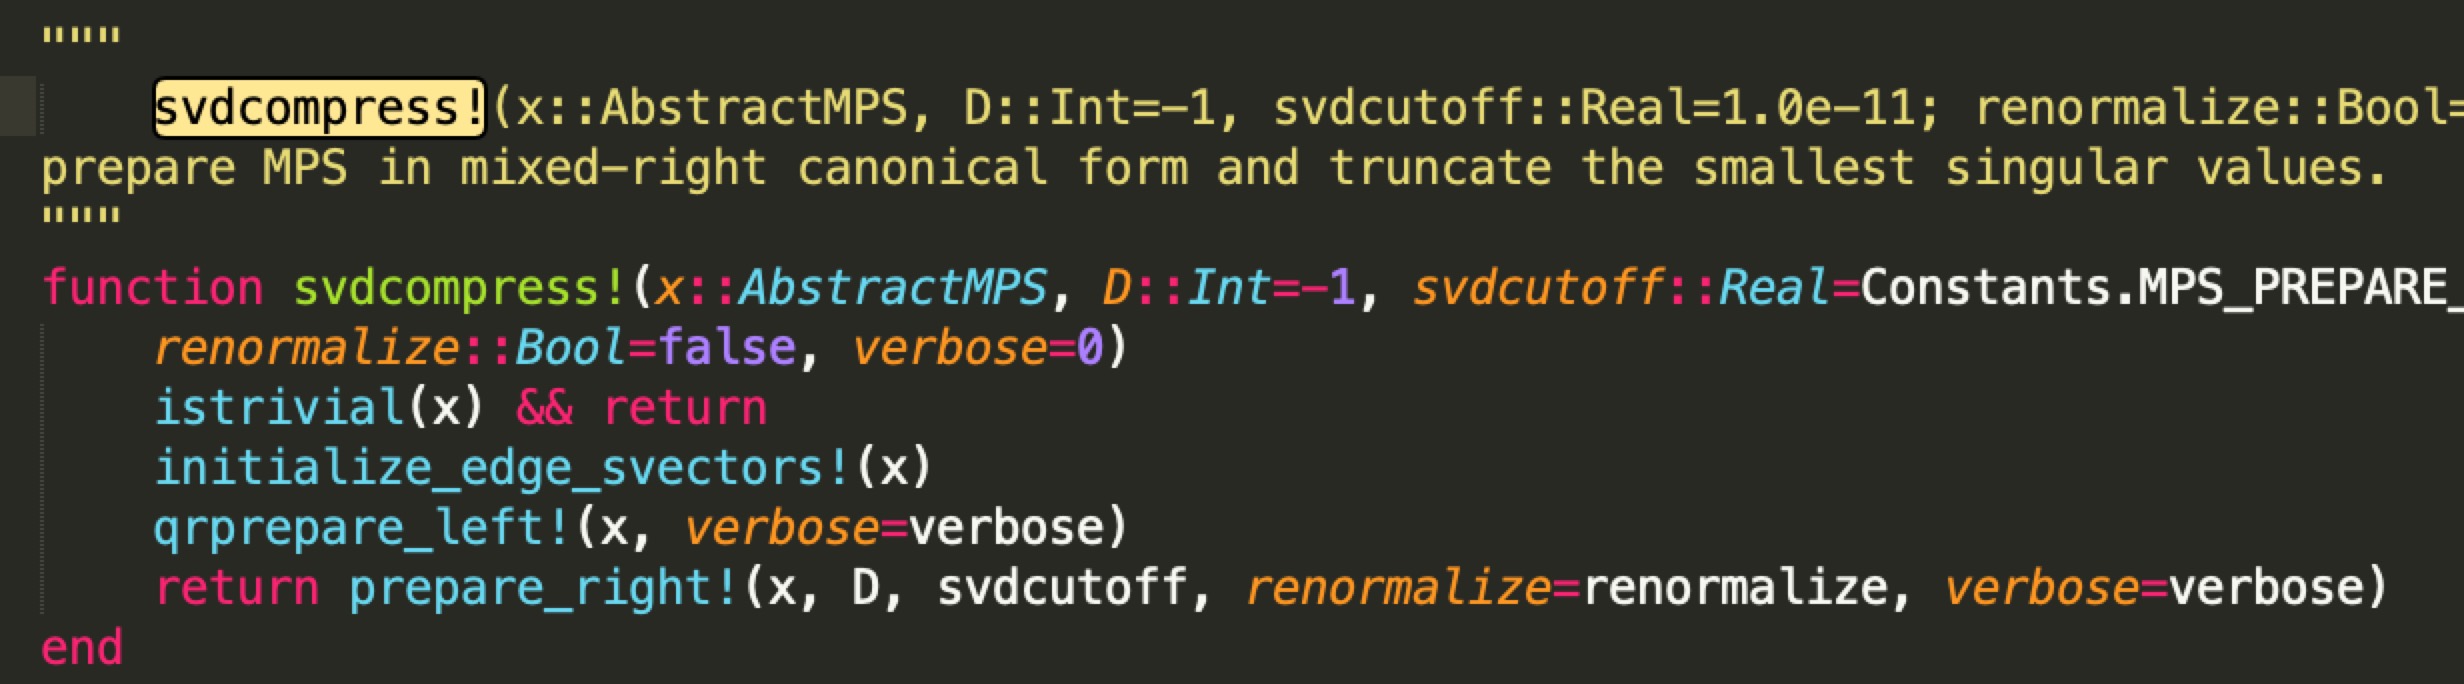 """
    svdcompress!(x::AbstractMPS, D::Int=-1, svdcutoff::Real=1.0e-11; renormalize::Bool=
prepare MPS in mixed-right canonical form and truncate the smallest singular values.
"""
function svdcompress!(x::AbstractMPS, D::Int=-1, svdcutoff::Real=Constants.MPS_PREPARE_
    renormalize::Bool=false, verbose=0)
    istrivial(x) && return
    initialize_edge_svectors!(x)
    qrprepare_left!(x, verbose=verbose)
    return prepare_right!(x, D, svdcutoff, renormalize=renormalize, verbose=verbose)
end